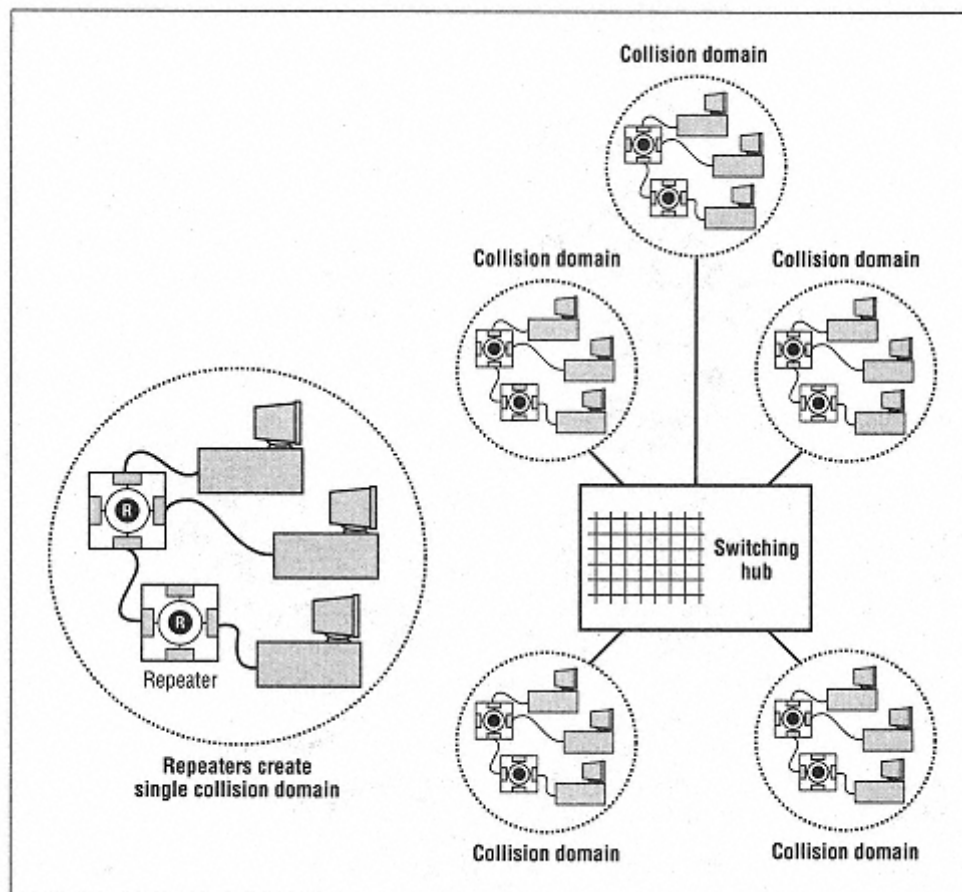 Collision domain
Collision domain
Collision domain
Switching
hub
R
R
Repeater
Repeaters create
single collision domain
Collision domain
Collision domain